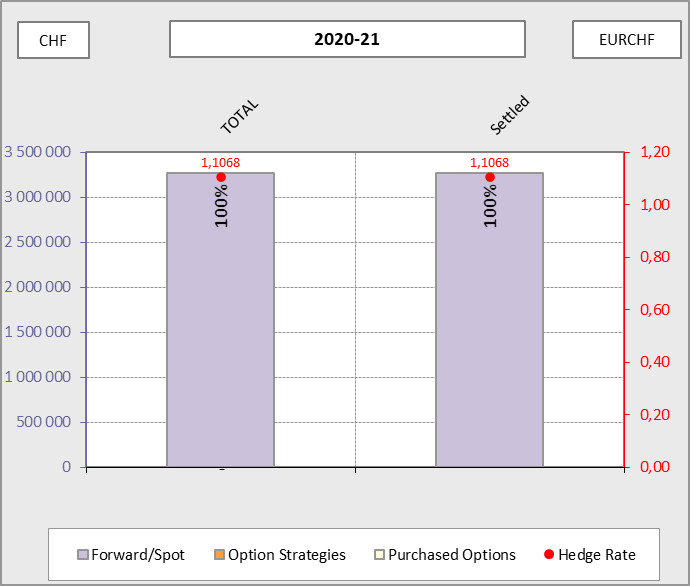 CHF
2020-21
EURCHF
TOTAL
Settled
3 500 000
3 000 000
2 500 000
2 000 000
1 500 000
1 000 000
500 000
0
1,1068
1,1068
100%
100%
-
1,20
1,00
0,80
0,60
0,40
0,20
0,00
Forward/Spot
Option Strategies
Purchased Options
Hedge Rate